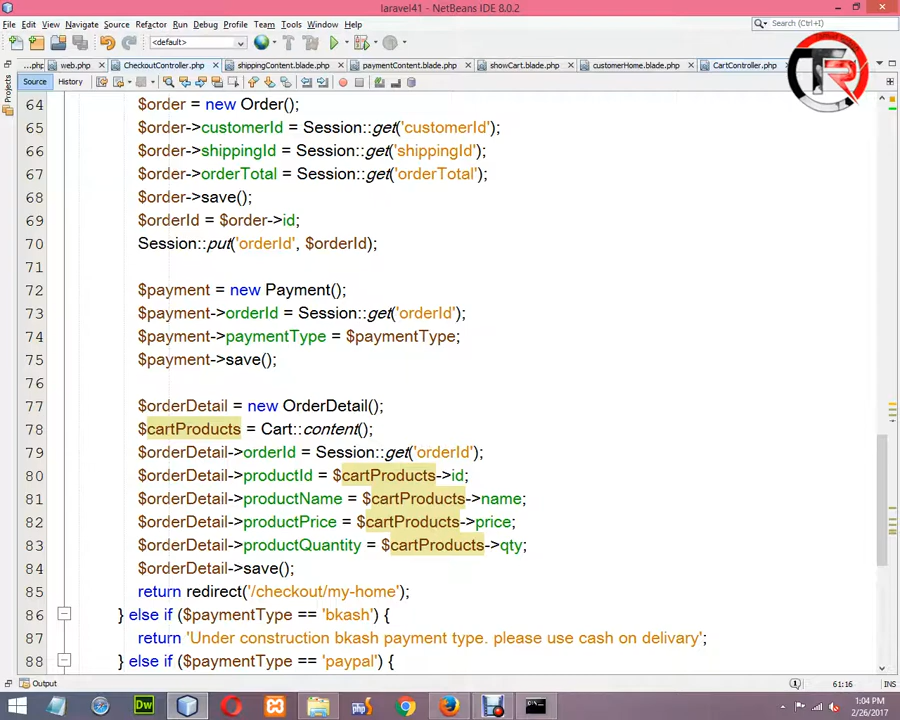 laravel41 - NetBeans IDE 8.0.2
File Edit View Navigate Source Refactor Run Debug Profile Team Tools Window Help
Search (Ctrl+I)
<default>
...php web.php CheckoutController.php shippingContent.blade.php paymentContent.blade.php showCart.blade.php customerHome.blade.php CartController.php
Source History
Projects
64 $order = new Order();
65 $order->customerId = Session::get('customerId');
66 $order->shippingId = Session::get('shippingId');
67 $order->orderTotal = Session::get('orderTotal');
68 $order->save();
69 $orderId = $order->id;
70 Session::put('orderId', $orderId);
71
72 $payment = new Payment();
73 $payment->orderId = Session::get('orderId');
74 $payment->paymentType = $paymentType;
75 $payment->save();
76
77 $orderDetail = new OrderDetail();
78 $cartProducts = Cart::content();
79 $orderDetail->orderId = Session::get('orderId');
80 $orderDetail->productId = $cartProducts->id;
81 $orderDetail->productName = $cartProducts->name;
82 $orderDetail->productPrice = $cartProducts->price;
83 $orderDetail->productQuantity = $cartProducts->qty;
84 $orderDetail->save();
85 return redirect('/checkout/my-home');
86 } else if ($paymentType == 'bkash') {
87 return 'Under construction bkash payment type. please use cash on delivary';
88 } else if ($paymentType == 'paypal') {
Output
61:16 INS
Dw
php
1:04 PM
2/26/2017